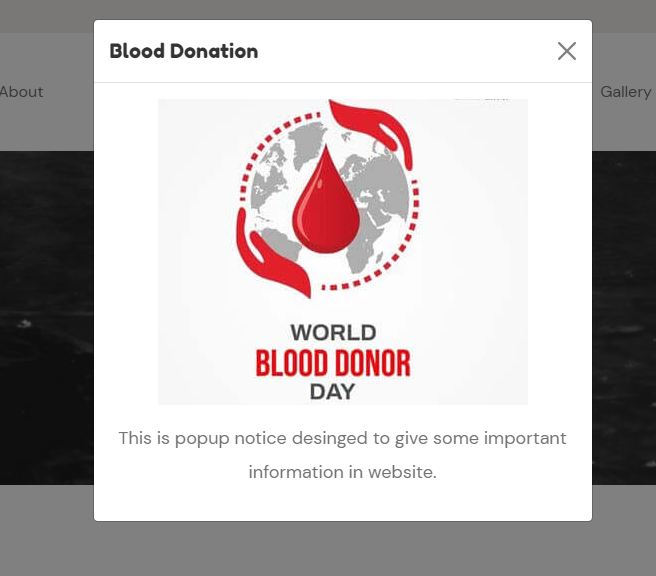 Blood Donation
About
Gallery
WORLD
BLOOD DONOR
DAY
This is popup notice desinged to give some important
information in website.